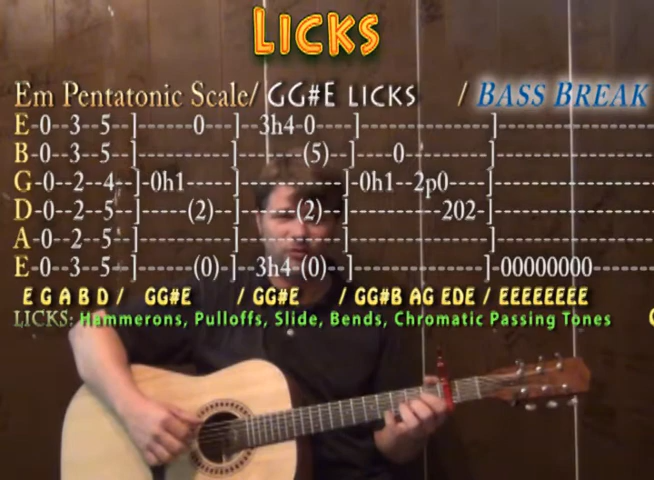 LICKS
Em Pentatonic Scale/ GG#E LICKS / BASS BREAK
E-0--3--5--]------0---]--3h4-0----]---------------]----------
B-0--3--5--]----------]------(5)--]----0----------]----------
G-0--2--4--]-0h1------]-----------]-0h1--2p0------]----------
D-0--2--5--]-----(2)--]-----(2)---]----------202-]----------
A-0--2--5--]----------]-----------]---------------]----------
E-0--3--5--]------(0)-]--3h4-(0)--]---------------]-00000000---
E G A B D / GG#E / GG#E / GG#B AG EDE / EEEEEEEE
LICKS: Hammerons, Pulloffs, Slide, Bends, Chromatic Passing Tones